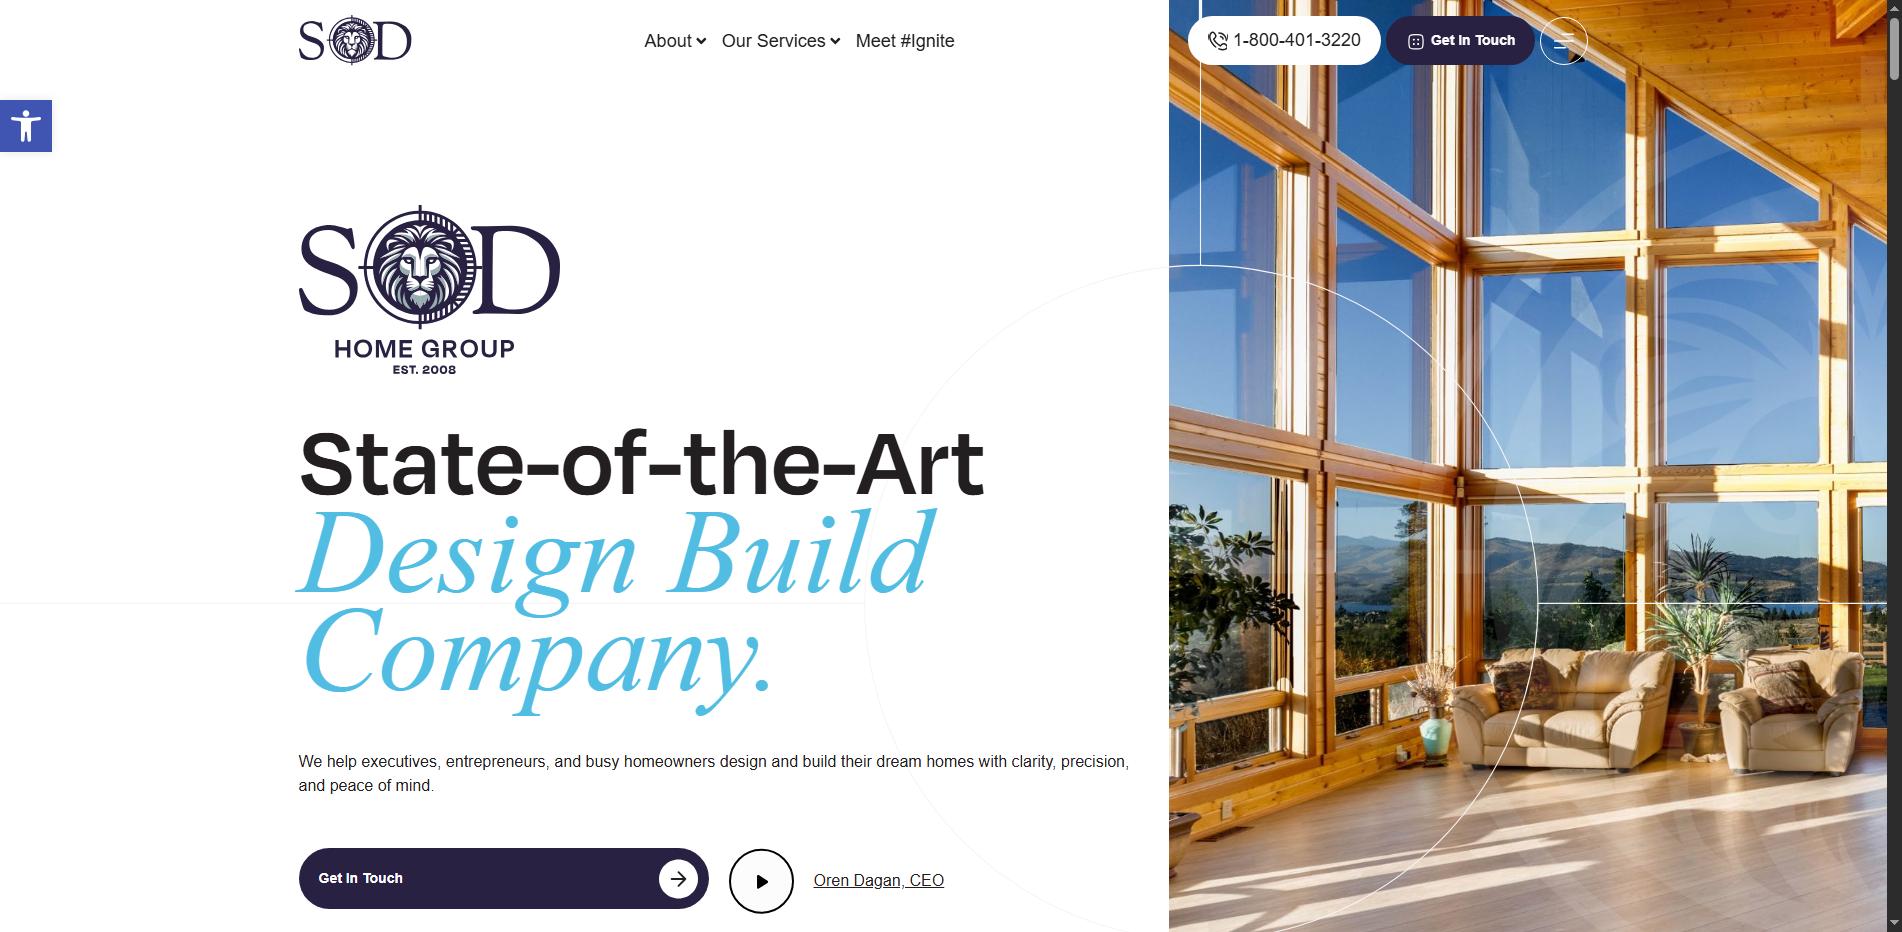 SOD
About
Our Services
Meet #Ignite
1-800-401-3220
Get In Touch
SOD
HOME GROUP
EST. 2008
State-of-the-Art
Design Build
Company.
We help executives, entrepreneurs, and busy homeowners design and build their dream homes with clarity, precision,
and peace of mind.
Get In Touch
Oren Dagan, CEO